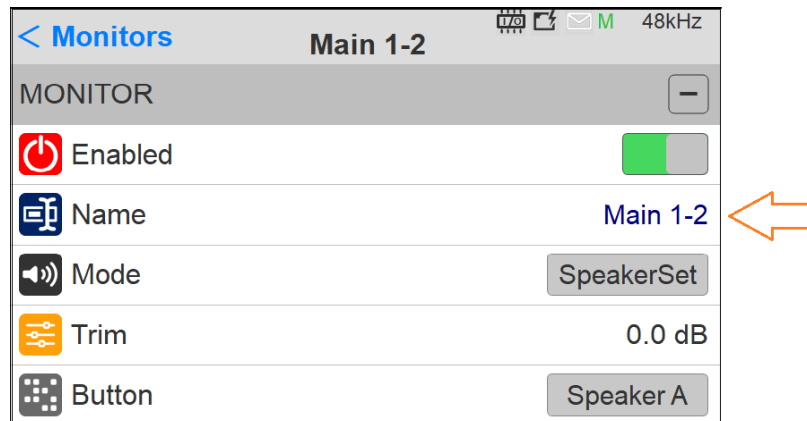 < Monitors
Main 1-2
I/O
M
48kHz
MONITOR
Enabled
Name
Main 1-2
Mode
SpeakerSet
Trim
0.0 dB
Button
Speaker A